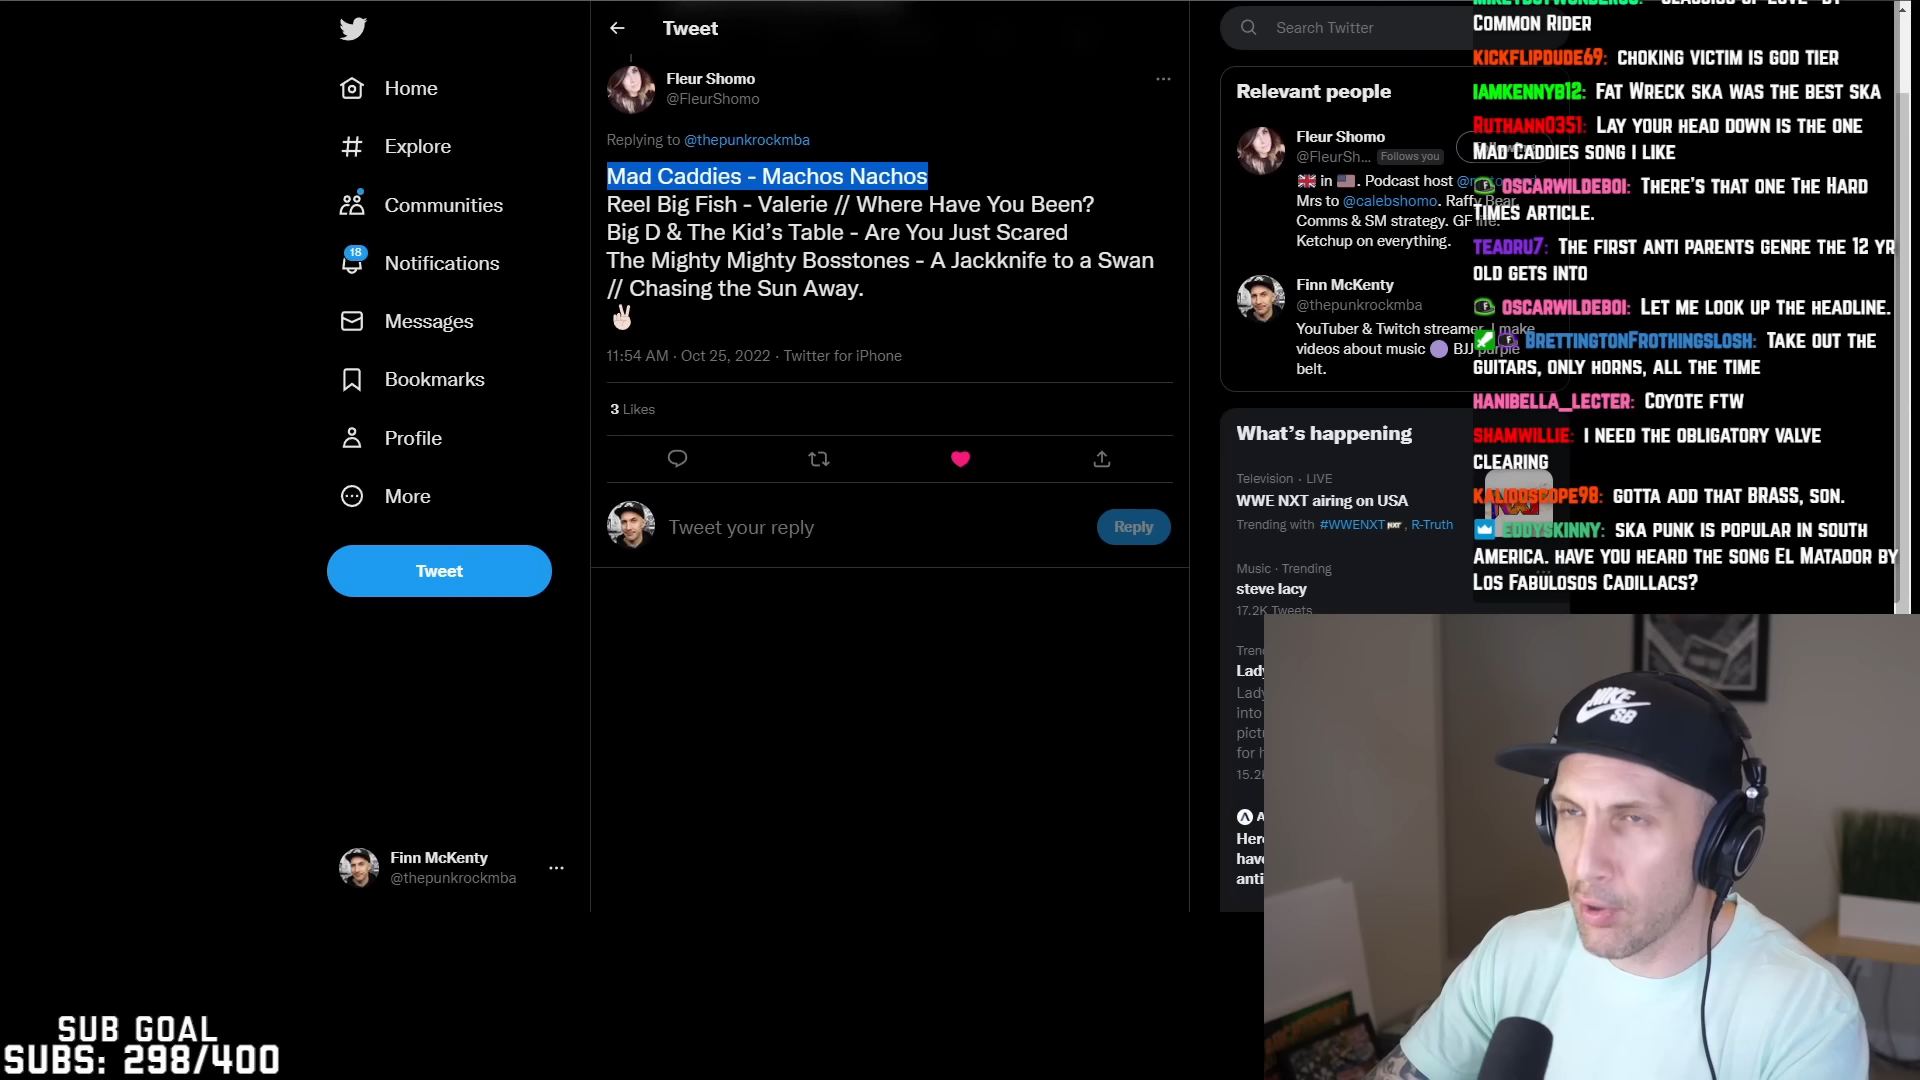 Home
Explore
Communities
18
Notifications
Messages
Bookmarks
Profile
More
Tweet
Finn McKenty
@thepunkrockmba
SUB GOAL
SUBS: 298/400
Tweet
Fleur Shomo
@FleurShomo
Replying to @thepunkrockmba
Mad Caddies - Machos Nachos
Reel Big Fish - Valerie // Where Have You Been?
Big D & The Kid’s Table - Are You Just Scared
The Mighty Mighty Bosstones - A Jackknife to a Swan
// Chasing the Sun Away.
11:54 AM · Oct 25, 2022 · Twitter for iPhone
3 Likes
Tweet your reply
Reply
Search Twitter
Relevant people
Fleur Shomo
@FleurSh... Follows you
in . Podcast host
Mrs to @calebshomo. Raffy Bear.
Comms & SM strategy. GF life.
Ketchup on everything.
Finn McKenty
@thepunkrockmba
YouTuber & Twitch streamer. I make
videos about music BJJ purple
belt.
What’s happening
Television · LIVE
WWE NXT airing on USA
Trending with #WWENXT , R-Truth
Music · Trending
steve lacy
17.2K Tweets
COMMON RIDER
KICKFLIPDUDE69: CHOKING VICTIM IS GOD TIER
IAMKENNYB12: FAT WRECK SKA WAS THE BEST SKA
RUTHANN0351: LAY YOUR HEAD DOWN IS THE ONE
MAD CADDIES SONG I LIKE
OSCARWILDEBOI: THERE'S THAT ONE THE HARD
TIMES ARTICLE.
TEADRU7: THE FIRST ANTI PARENTS GENRE THE 12 YR
OLD GETS INTO
OSCARWILDEBOI: LET ME LOOK UP THE HEADLINE.
BRETTINGTONFROTHINGSLOSH: TAKE OUT THE
GUITARS, ONLY HORNS, ALL THE TIME
HANIBELLA_LECTER: COYOTE FTW
SHAMWILLIE: I NEED THE OBLIGATORY VALVE
CLEARING
KALIDOSCOPE98: GOTTA ADD THAT BRASS, SON.
EDDYSKINNY: SKA PUNK IS POPULAR IN SOUTH
AMERICA. HAVE YOU HEARD THE SONG EL MATADOR BY
LOS FABULOSOS CADILLACS?
NIKE
SB